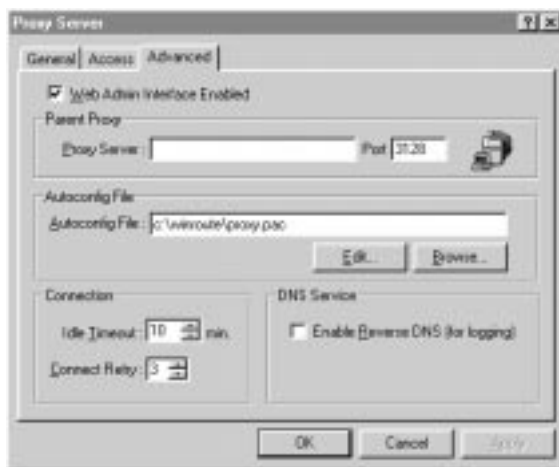 Proxy Server
General Access Advanced
Web Admin Interface Enabled
Parent Proxy
Proxy Server: Port 3128
Autoconfig File
Autoconfig File: c:\winroute\proxy.pac
Edit... Browse...
Connection
Idle Timeout: 10 min.
Connect Retry: 3
DNS Service
Enable Reverse DNS (for logging)
OK Cancel Apply